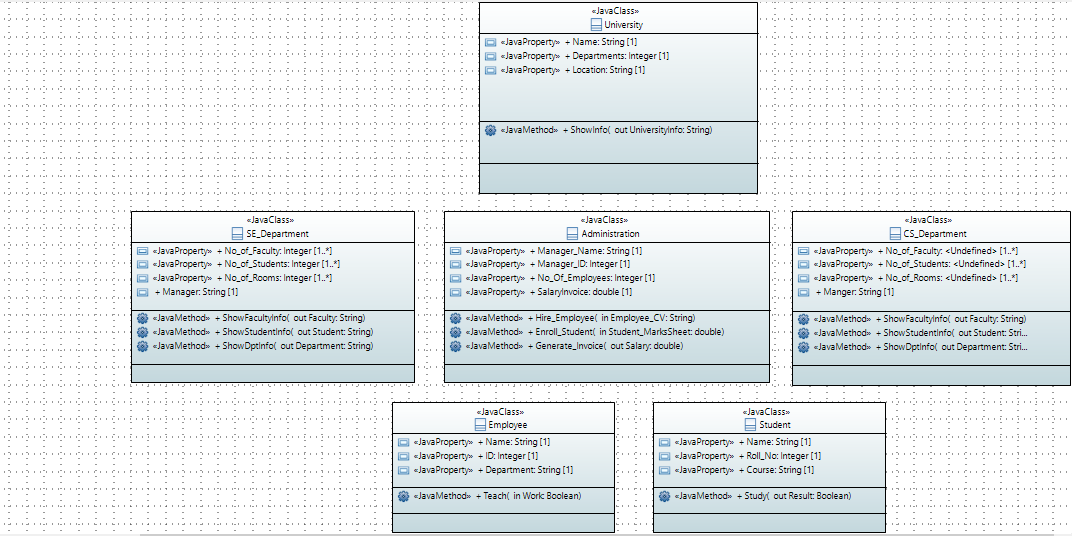 «JavaClass»
University
«JavaProperty» + Name: String [1]
«JavaProperty» + Departments: Integer [1]
«JavaProperty» + Location: String [1]
«JavaMethod» + ShowInfo( out UniversityInfo: String)
«JavaClass»
SE_Department
«JavaProperty» + No_of_Faculty: Integer [1..*]
«JavaProperty» + No_of_Students: Integer [1..*]
«JavaProperty» + No_of_Rooms: Integer [1..*]
+ Manager: String [1]
«JavaMethod» + ShowFacultyInfo( out Faculty: String)
«JavaMethod» + ShowStudentInfo( out Student: String)
«JavaMethod» + ShowDptInfo( out Department: String)
«JavaClass»
Administration
«JavaProperty» + Manager_Name: String [1]
«JavaProperty» + Manager_ID: Integer [1]
«JavaProperty» + No_Of_Employees: Integer [1]
«JavaProperty» + SalaryInvoice: double [1]
«JavaMethod» + Hire_Employee( in Employee_CV: String)
«JavaMethod» + Enroll_Student( in Student_MarksSheet: double)
«JavaMethod» + Generate_Invoice( out Salary: double)
«JavaClass»
CS_Department
«JavaProperty» + No_of_Faculty: <Undefined> [1..*]
«JavaProperty» + No_of_Students: <Undefined> [1..*]
«JavaProperty» + No_of_Rooms: <Undefined> [1..*]
+ Manger: String [1]
«JavaMethod» + ShowFacultyInfo( out Faculty: String)
«JavaMethod» + ShowStudentInfo( out Student: Stri...
«JavaMethod» + ShowDptInfo( out Department: Stri...
«JavaClass»
Employee
«JavaProperty» + Name: String [1]
«JavaProperty» + ID: Integer [1]
«JavaProperty» + Department: String [1]
«JavaMethod» + Teach( in Work: Boolean)
«JavaClass»
Student
«JavaProperty» + Name: String [1]
«JavaProperty» + Roll_No: Integer [1]
«JavaProperty» + Course: String [1]
«JavaMethod» + Study( out Result: Boolean)